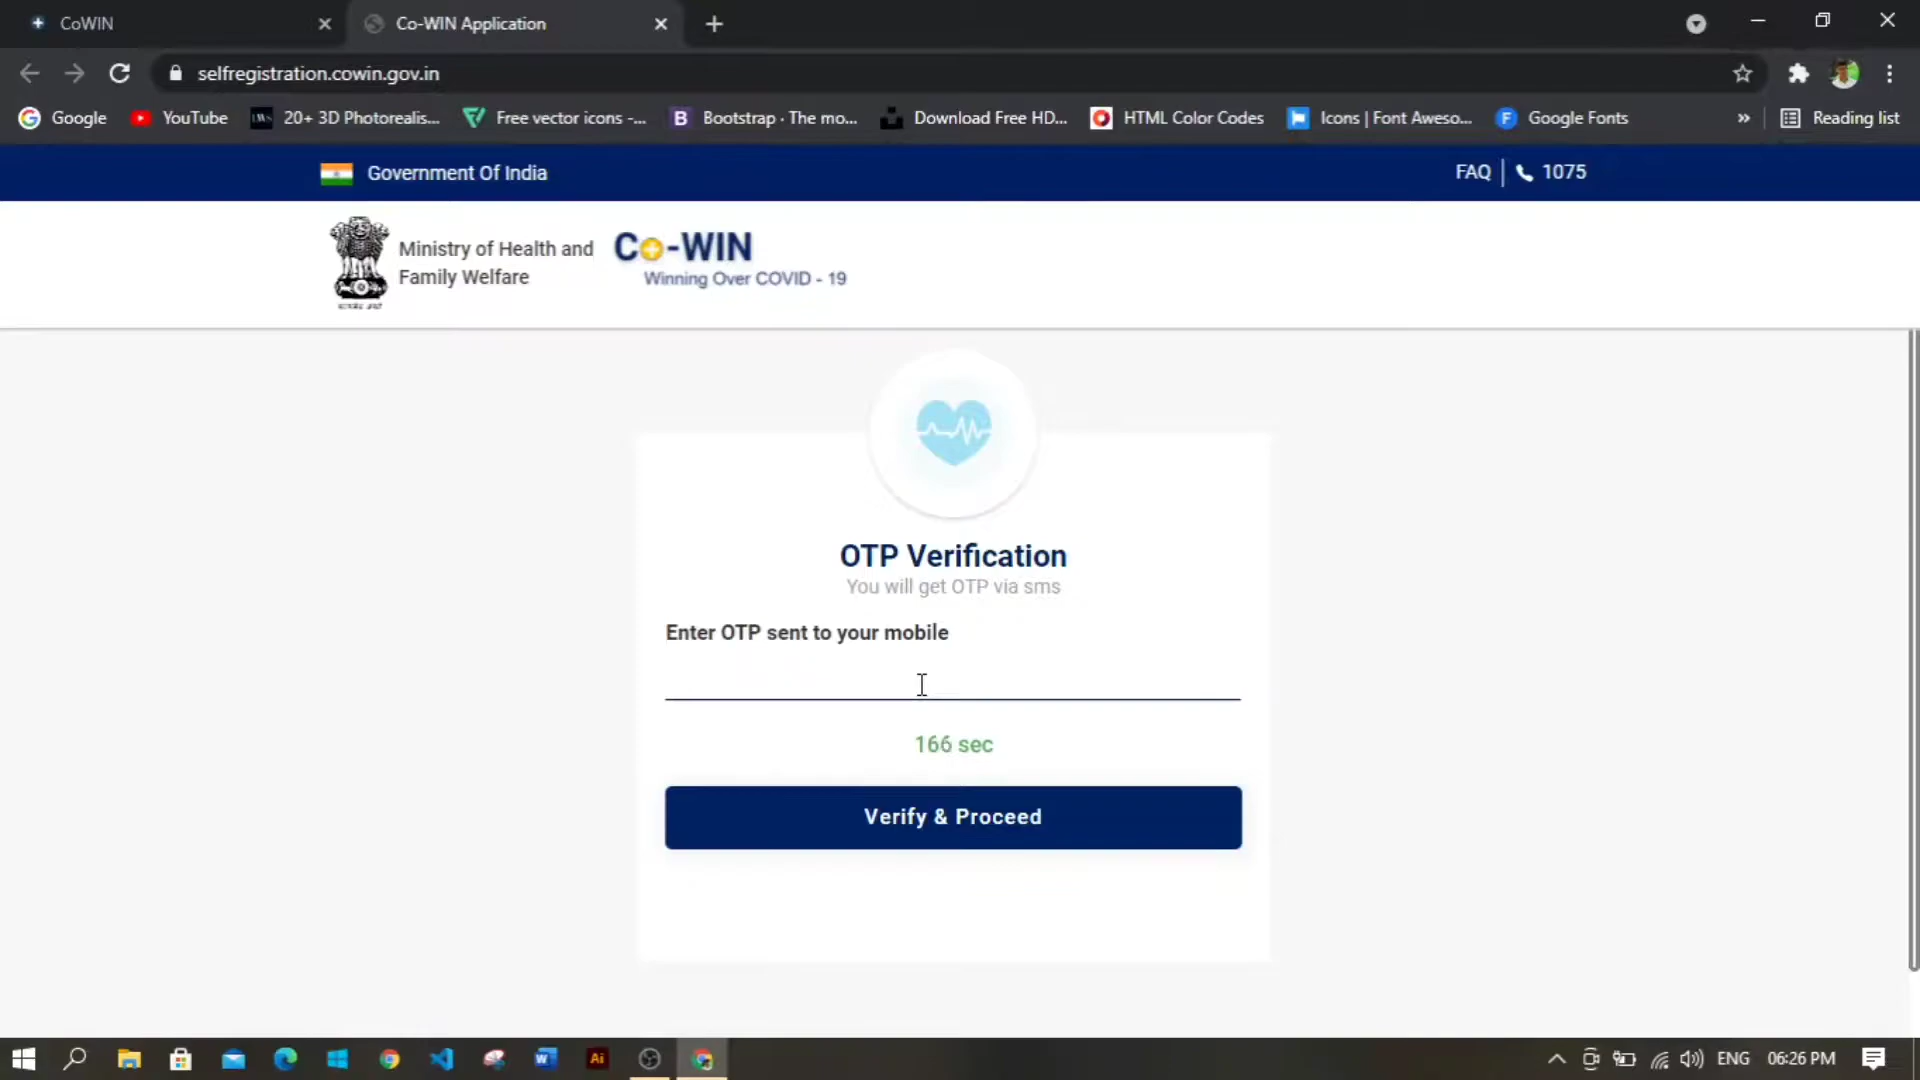 CoWIN
Co-WIN Application
selfregistration.cowin.gov.in
Google
YouTube
20+ 3D Photorealis...
Free vector icons -...
Bootstrap · The mo...
Download Free HD...
HTML Color Codes
Icons | Font Aweso...
Google Fonts
»
Reading list
Government Of India
FAQ
1075
Ministry of Health and
Family Welfare
Co-WIN
Winning Over COVID - 19
OTP Verification
You will get OTP via sms
Enter OTP sent to your mobile
166 sec
Verify & Proceed
ENG
06:26 PM